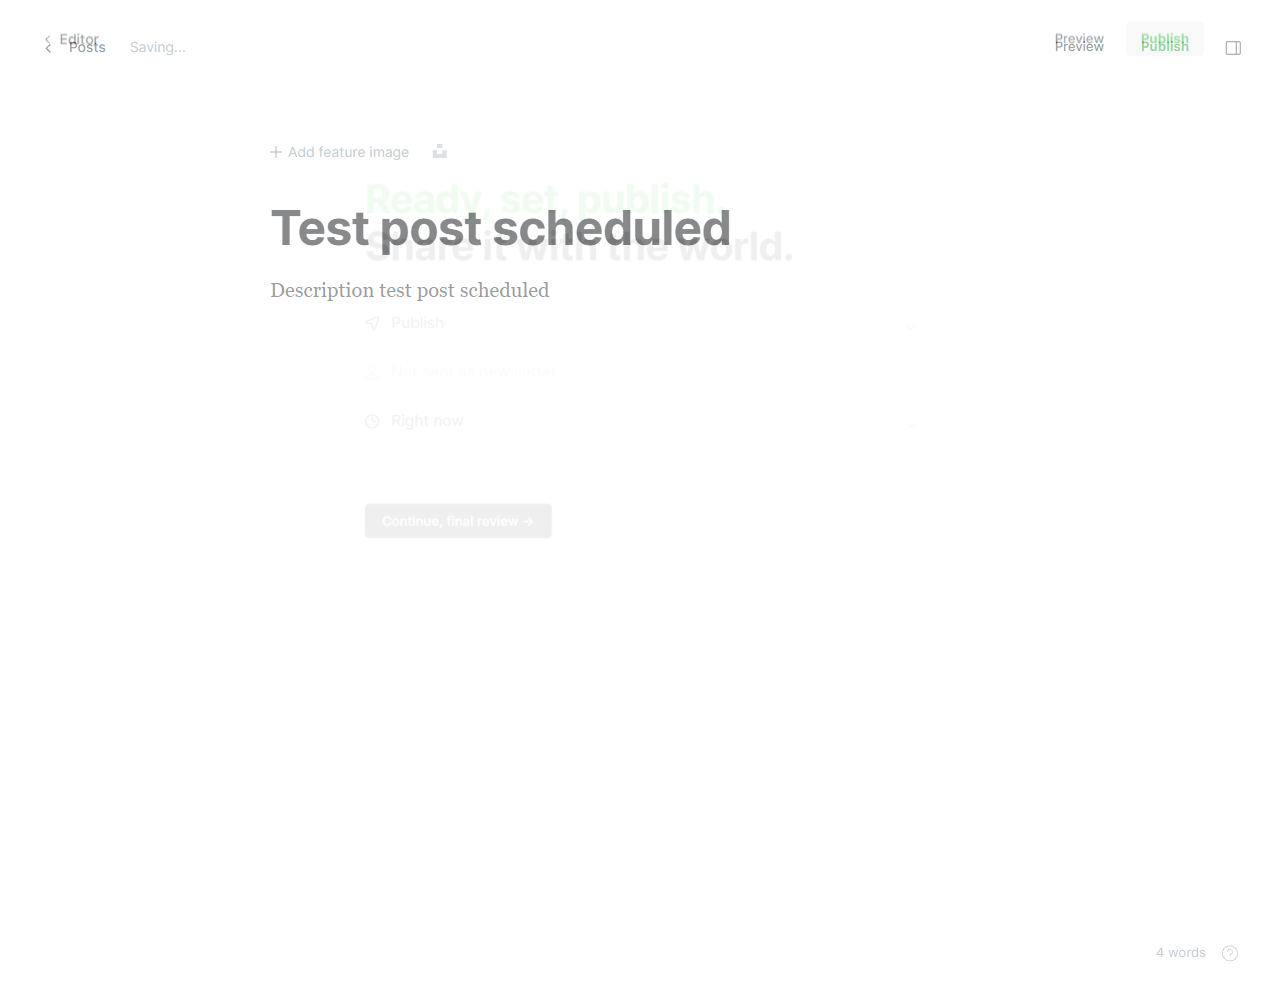 Editor
Posts
Saving...
Preview
Publish
Preview
Publish
Add feature image
Ready, set, publish.
Test post scheduled
Share it with the world.
Description test post scheduled
Publish
Not sent as newsletter
Right now
Continue, final review →
4 words